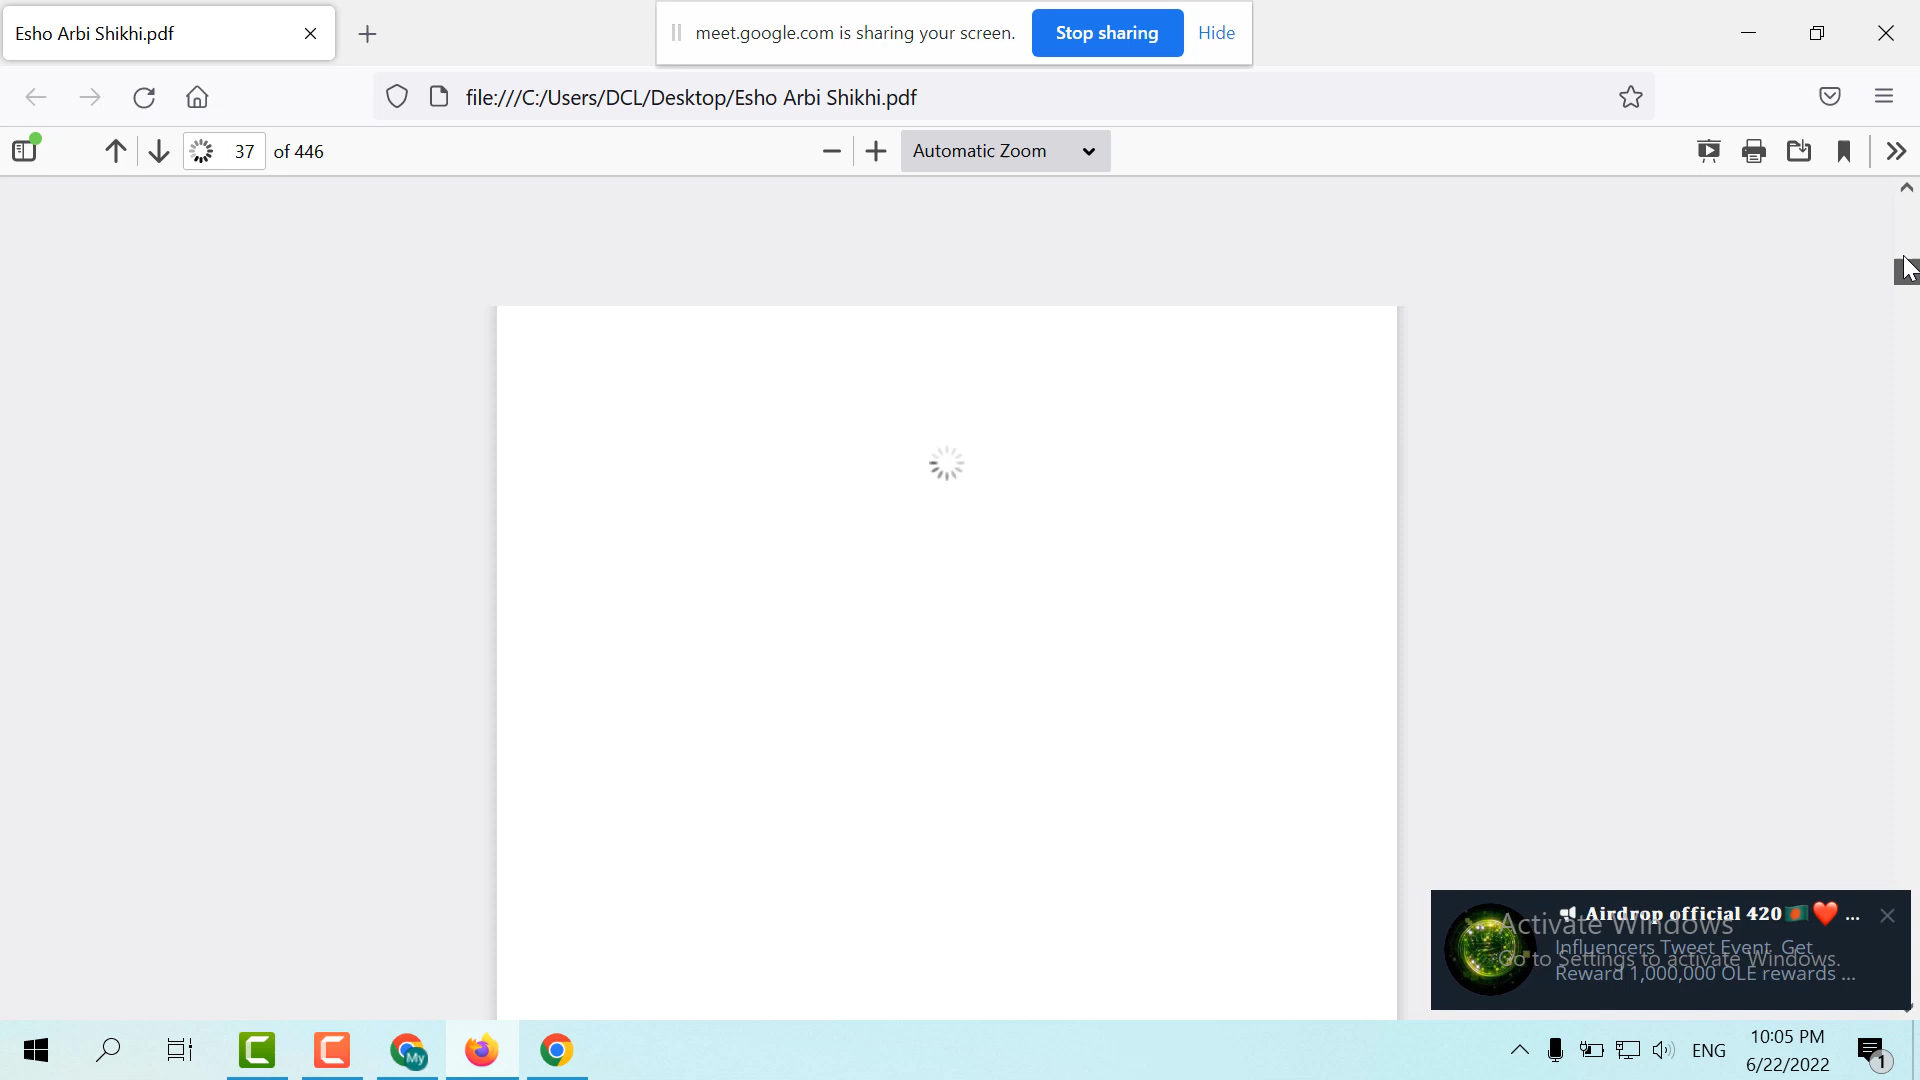 Esho Arbi Shikhi.pdf
meet.google.com is sharing your screen.
Stop sharing
Hide
file:///C:/Users/DCL/Desktop/Esho Arbi Shikhi.pdf
37
of 446
Automatic Zoom
Airdrop official 420🇧🇩❤️ ...
Activate Windows
Influencers Tweet Event Get
Go to Settings to activate Windows.
Reward 1,000,000 OLE rewards ...
My
ENG
10:05 PM
6/22/2022
1